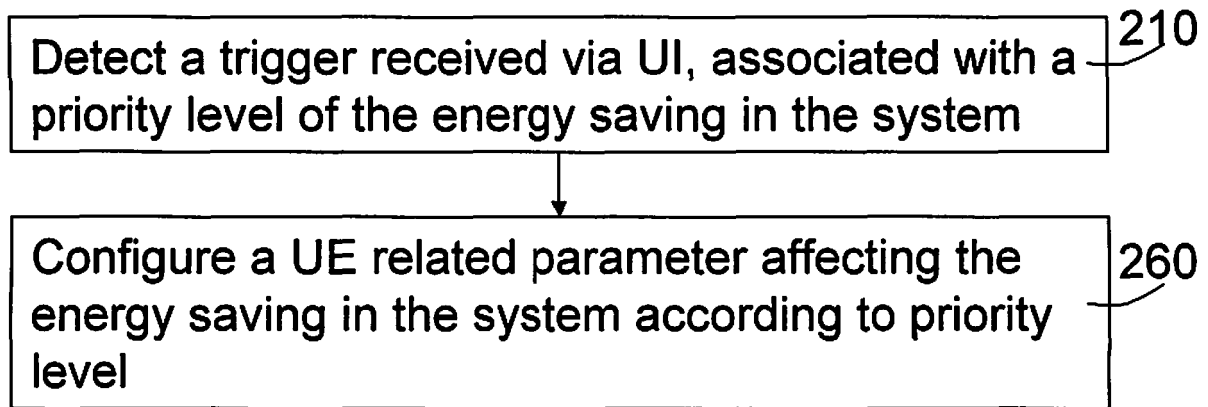 210
Detect a trigger received via UI, associated with a
priority level of the energy saving in the system
Configure a UE related parameter affecting the
energy saving in the system according to priority
level
260